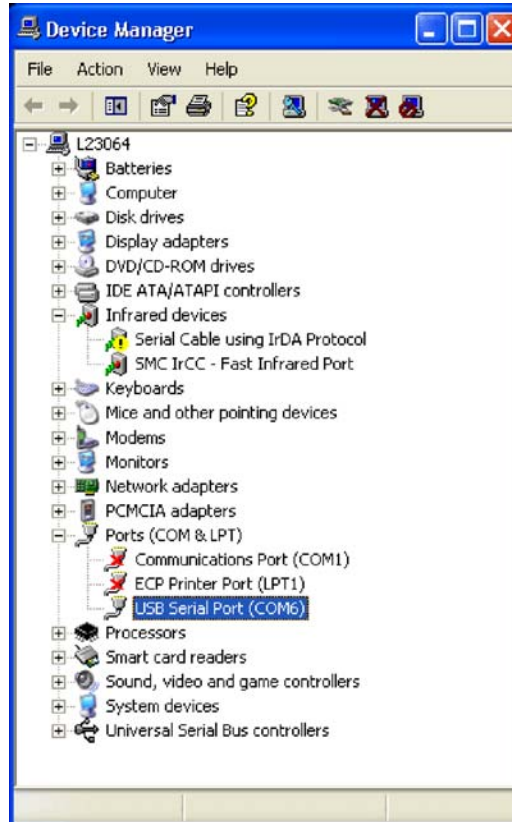 Device Manager
File Action View Help
L23064
Batteries
Computer
Disk drives
Display adapters
DVD/CD-ROM drives
IDE ATA/ATAPI controllers
Infrared devices
Serial Cable using IrDA Protocol
SMC IrCC - Fast Infrared Port
Keyboards
Mice and other pointing devices
Modems
Monitors
Network adapters
PCMCIA adapters
Ports (COM & LPT)
Communications Port (COM1)
ECP Printer Port (LPT1)
USB Serial Port (COM6)
Processors
Smart card readers
Sound, video and game controllers
System devices
Universal Serial Bus controllers